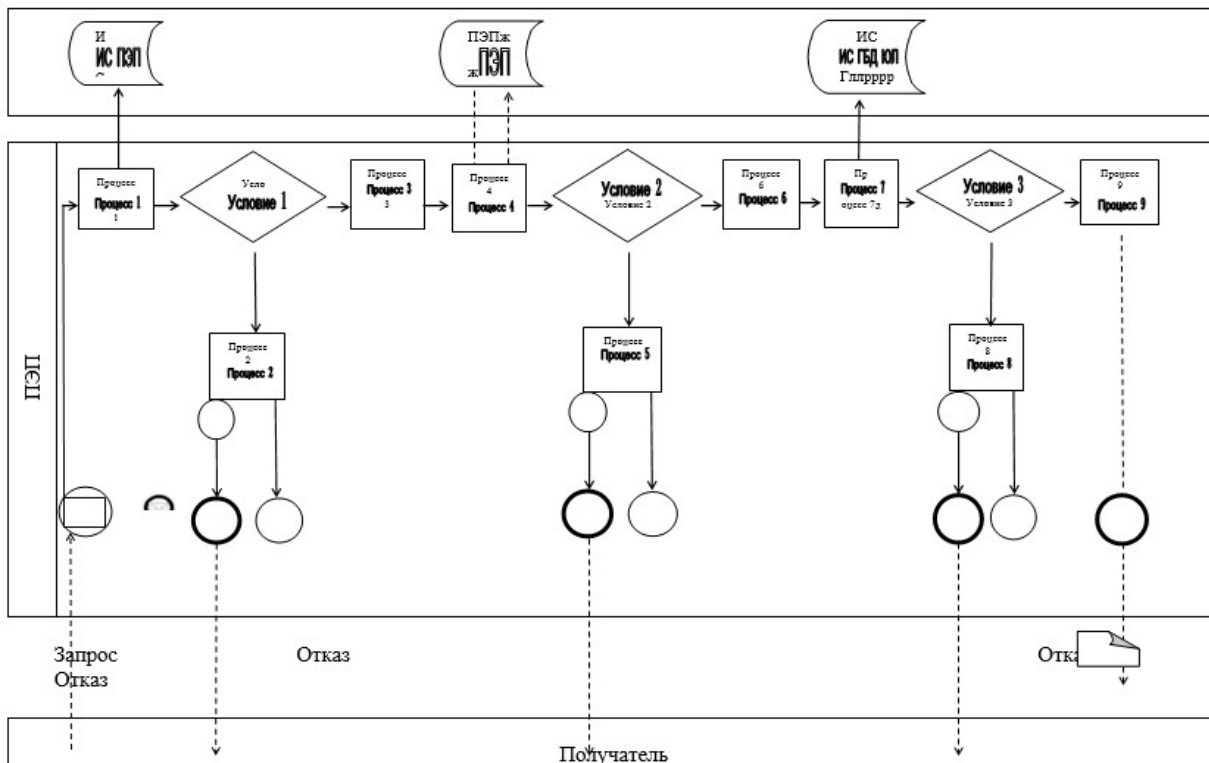 И
ИС ПЭП
ПЭПж
ж ПЭП
ИС
ИС ГБД ЮЛ
Гллрррр
Процесс
Процесс 1
1
Усло
Условие 1
Процесс
Процесс 3
3
Процесс
4
Процесс 4
Условие 2
Условие 2
Процесс
6
Процесс 6
Пр
Процесс 7
оцесс 7д
Условие 3
Условие 3
Процесс
9
Процесс 9
Процесс
2
Процесс 2
Процесс
Процесс 5
Процесс
8
Процесс 8
ПЭП
Запрос
Отказ
Отказ
Отка
Получатель